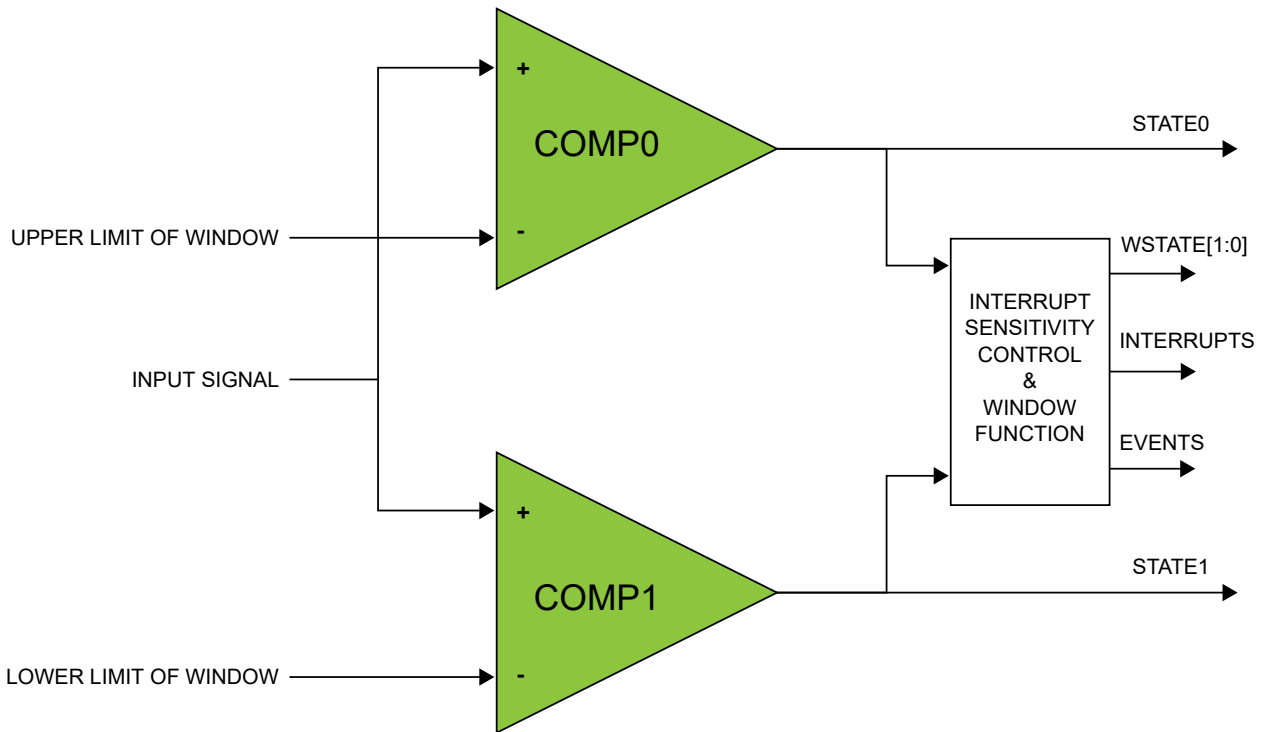 +
COMP0
-
STATE0
UPPER LIMIT OF WINDOW
WSTATE[1:0]
INTERRUPT
SENSITIVITY
CONTROL
&
WINDOW
FUNCTION
INTERRUPTS
EVENTS
INPUT SIGNAL
+
COMP1
-
STATE1
LOWER LIMIT OF WINDOW